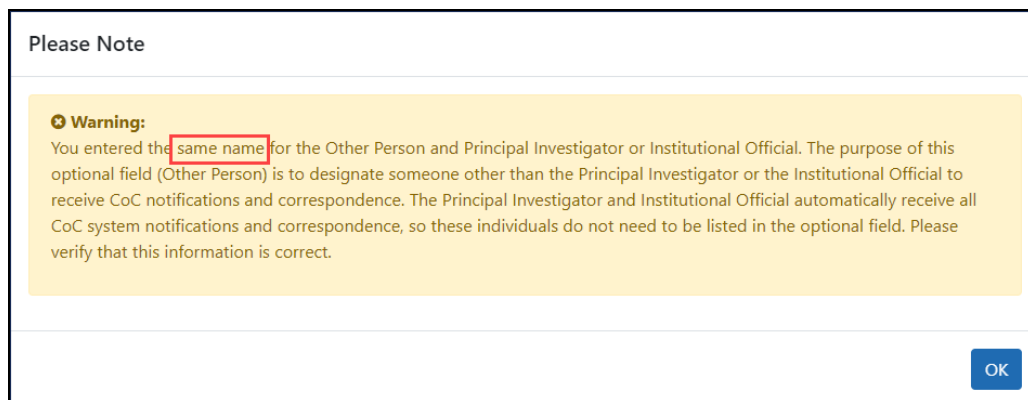 Please Note
Warning:
You entered the same name for the Other Person and Principal Investigator or Institutional Official. The purpose of this
optional field (Other Person) is to designate someone other than the Principal Investigator or the Institutional Official to
receive CoC notifications and correspondence. The Principal Investigator and Institutional Official automatically receive all
CoC system notifications and correspondence, so these individuals do not need to be listed in the optional field. Please
verify that this information is correct.
OK